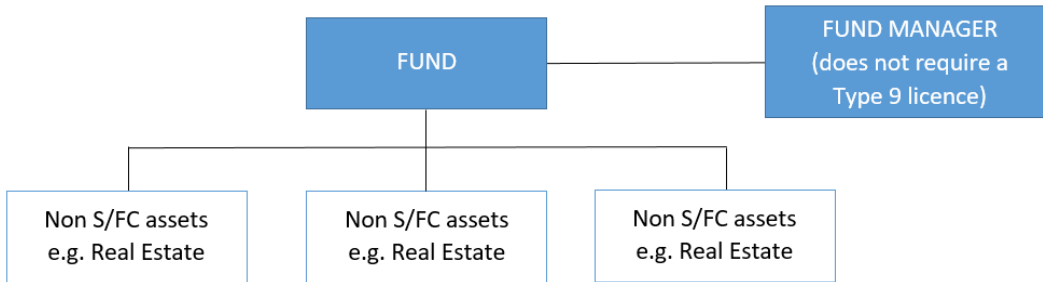 FUND
FUND MANAGER
(does not require a
Type 9 licence)
Non S/FC assets
e.g. Real Estate
Non S/FC assets
e.g. Real Estate
Non S/FC assets
e.g. Real Estate